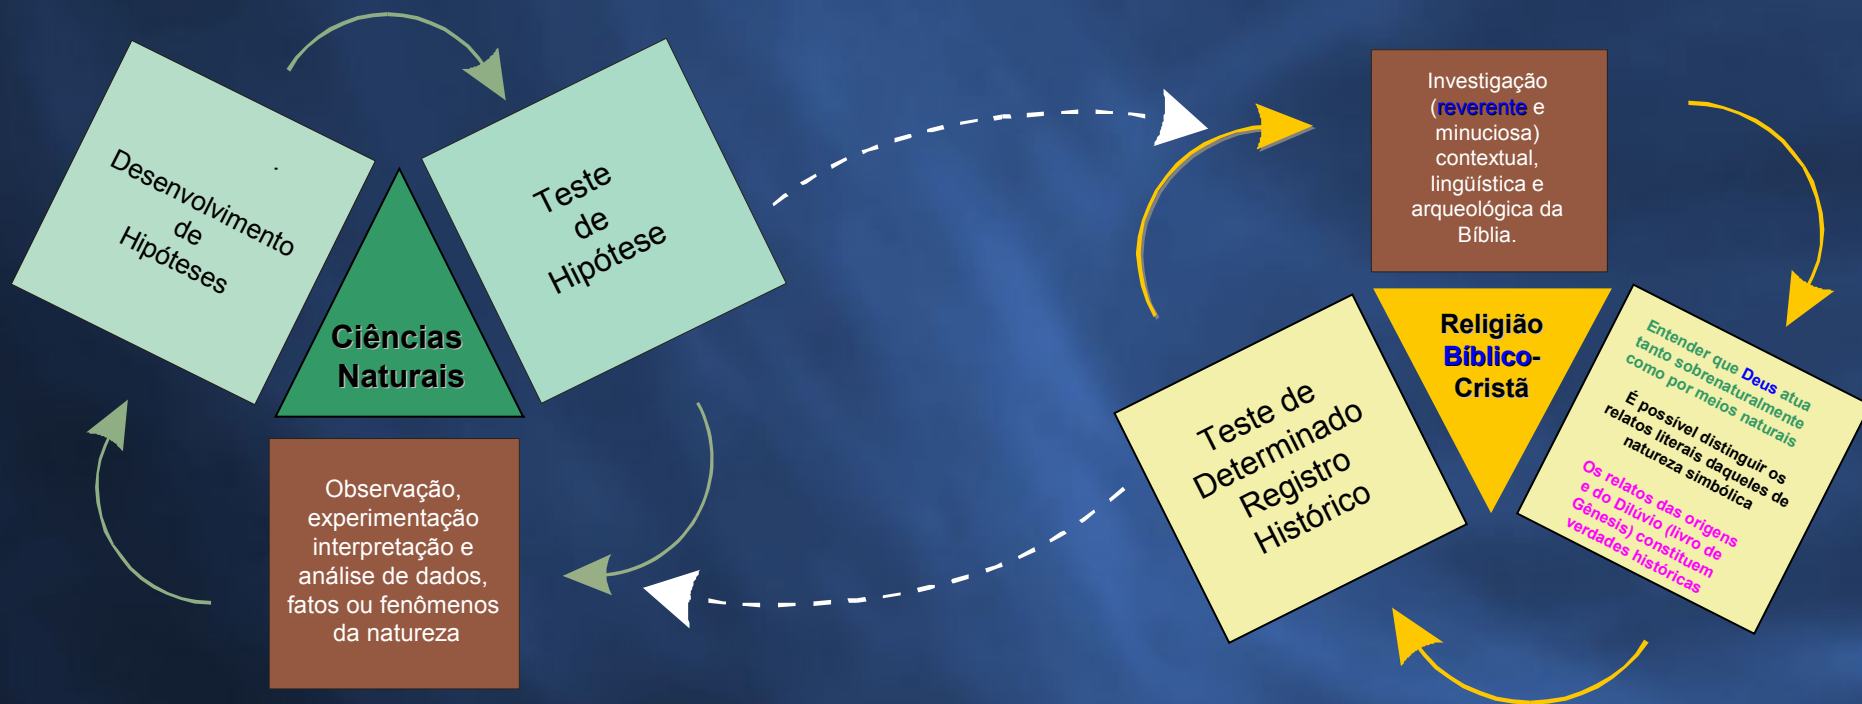 Desenvolvimento
de
Hipóteses
Teste
de
Hipótese
Ciências
Naturais
Observação,
experimentação
interpretação e
análise de dados,
fatos ou fenômenos
da natureza
Investigação
(reverente e
minuciosa)
contextual,
lingüística e
arqueológica da
Bíblia.
Religião
Bíblico-
Cristã
Entender que Deus atua
tanto sobrenaturalmente
como por meios naturais
É possível distinguir os
relatos literais daqueles de
natureza simbólica
Os relatos das origens
e do Dilúvio (livro de
Gênesis) constituem
verdades históricas
Teste de
Determinado
Registro
Histórico